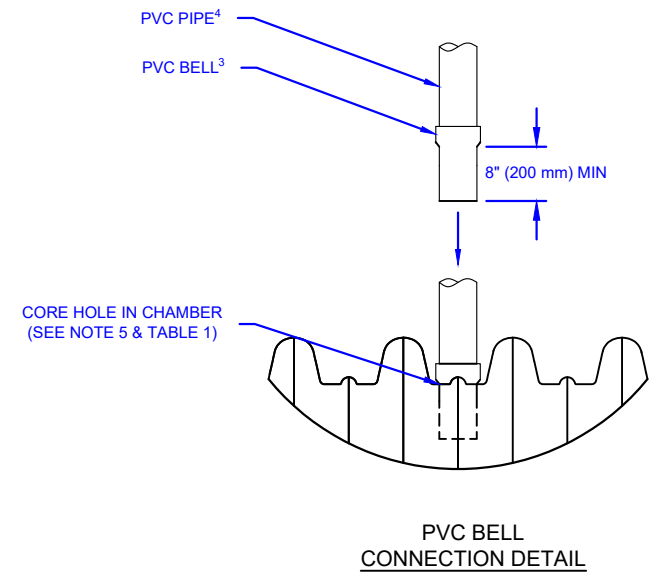 PVC PIPE⁴
PVC BELL³
8" (200 mm) MIN
CORE HOLE IN CHAMBER
(SEE NOTE 5 & TABLE 1)
PVC BELL
CONNECTION DETAIL